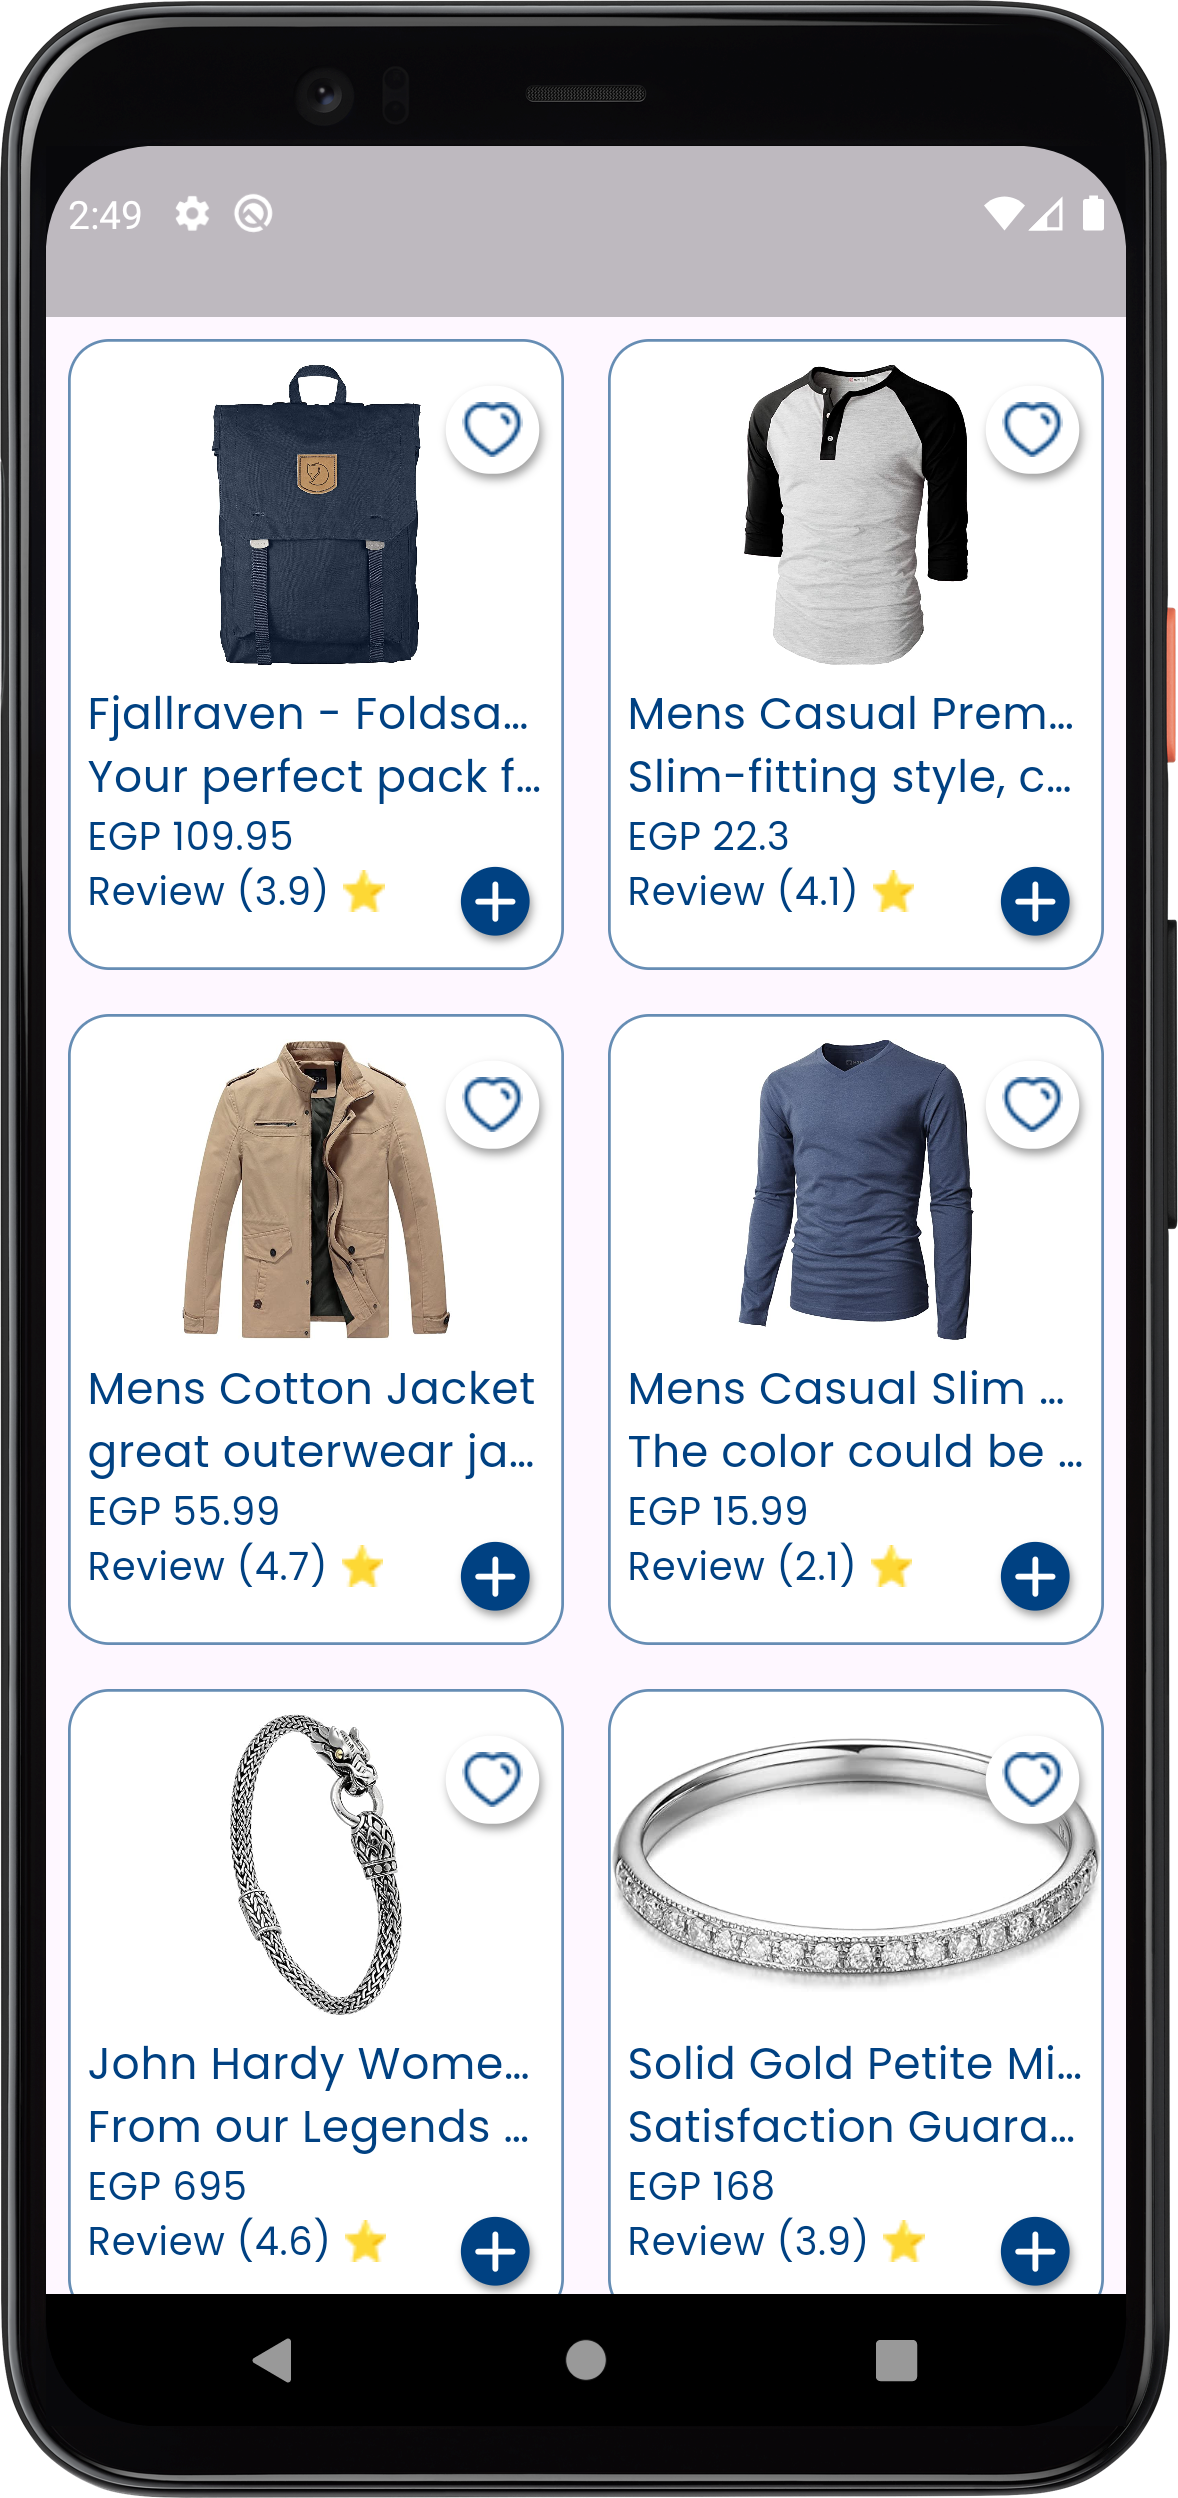 2:49
Fjallraven - Foldsa...
Your perfect pack f...
EGP 109.95
Review (3.9)
Mens Casual Prem...
Slim-fitting style, c...
EGP 22.3
Review (4.1)
Mens Cotton Jacket
great outerwear ja...
EGP 55.99
Review (4.7)
Mens Casual Slim ...
The color could be ...
EGP 15.99
Review (2.1)
John Hardy Wome...
From our Legends ...
EGP 695
Review (4.6)
Solid Gold Petite Mi...
Satisfaction Guara...
EGP 168
Review (3.9)